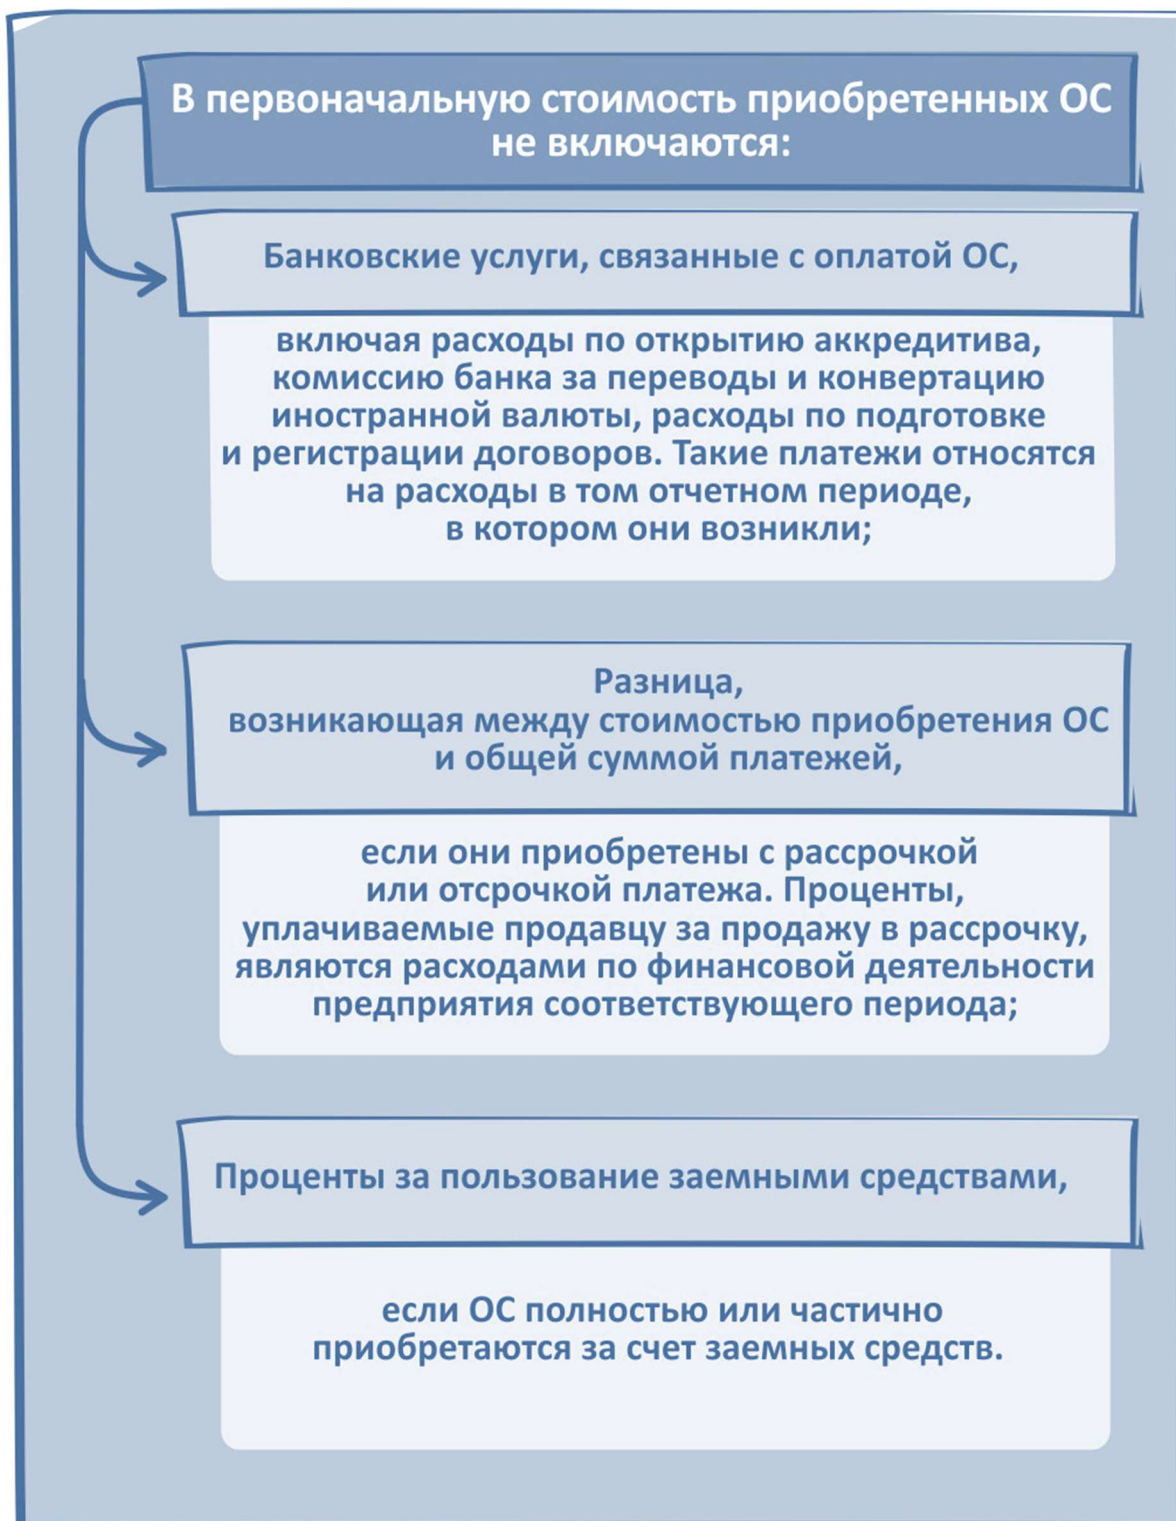 В первоначальную стоимость приобретенных ОС
не включаются:
Банковские услуги, связанные с оплатой ОС,
включая расходы по открытию аккредитива,
комиссию банка за переводы и конвертацию
иностранной валюты, расходы по подготовке
и регистрации договоров. Такие платежи относятся
на расходы в том отчетном периоде,
в котором они возникли;
Разница,
возникающая между стоимостью приобретения ОС
и общей суммой платежей,
если они приобретены с рассрочкой
или отсрочкой платежа. Проценты,
уплачиваемые продавцу за продажу в рассрочку,
являются расходами по финансовой деятельности
предприятия соответствующего периода;
Проценты за пользование заемными средствами,
если ОС полностью или частично
приобретаются за счет заемных средств.